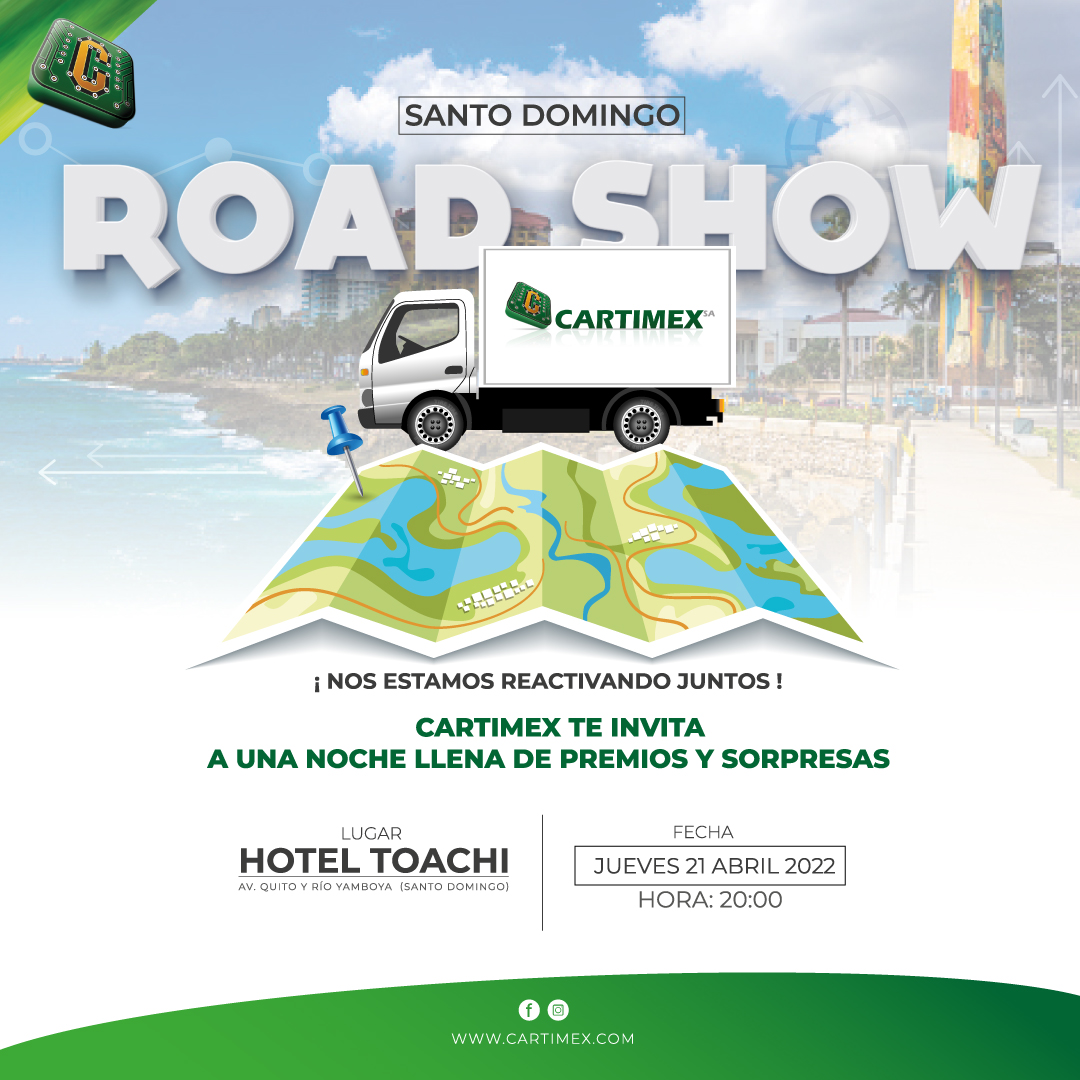 SANTO DOMINGO
ROAD SHOW
C
C CARTIMEX SA
¡ NOS ESTAMOS REACTIVANDO JUNTOS !
CARTIMEX TE INVITA
A UNA NOCHE LLENA DE PREMIOS Y SORPRESAS
LUGAR
HOTEL TOACHI
AV. QUITO Y RÍO YAMBOYA (SANTO DOMINGO)
FECHA
JUEVES 21 ABRIL 2022
HORA: 20:00
WWW.CARTIMEX.COM